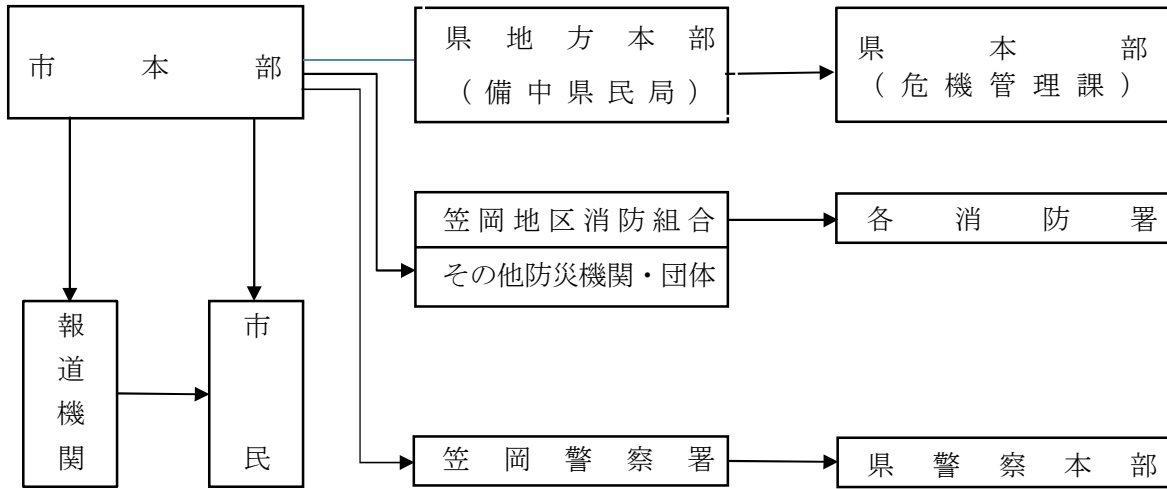 市本部
県地方本部
(備中県民局)
県本部
(危機管理課)
笠岡地区消防組合
その他防災機関・団体
各消防署
報道機関
市民
笠岡警察署
県警察本部